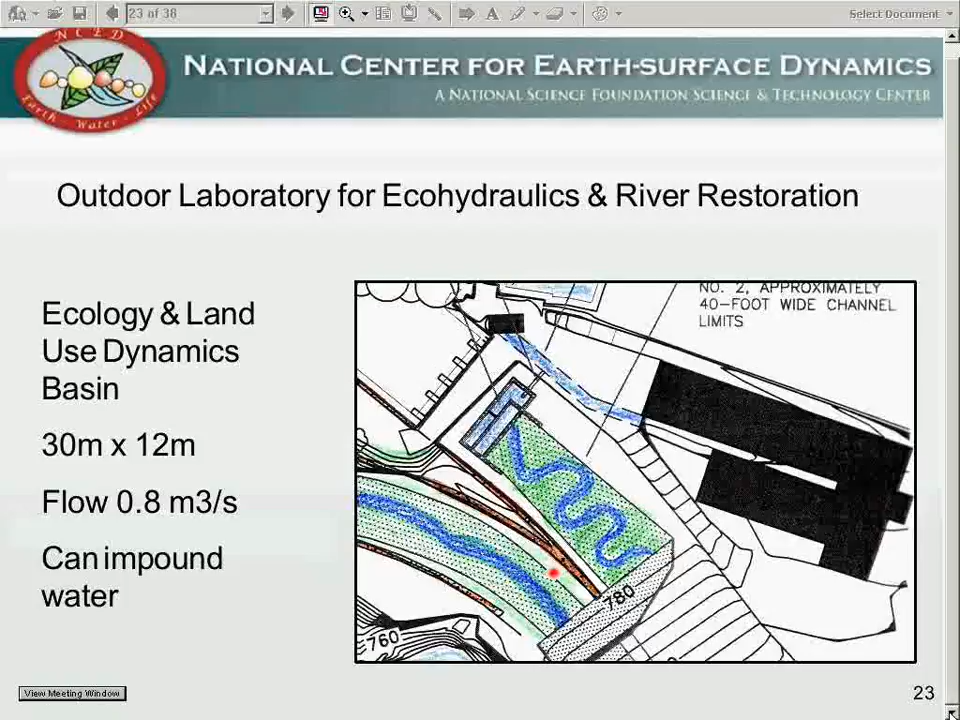 23 of 38
Select Document
NCED
Earth - Water - Life
NATIONAL CENTER FOR EARTH-SURFACE DYNAMICS
A NATIONAL SCIENCE FOUNDATION SCIENCE & TECHNOLOGY CENTER
Outdoor Laboratory for Ecohydraulics & River Restoration
Ecology & Land
Use Dynamics
Basin
30m x 12m
Flow 0.8 m3/s
Can impound
water
NO. 2, APPROXIMATELY
40-FOOT WIDE CHANNEL
LIMITS
780
760
View Meeting Window
23